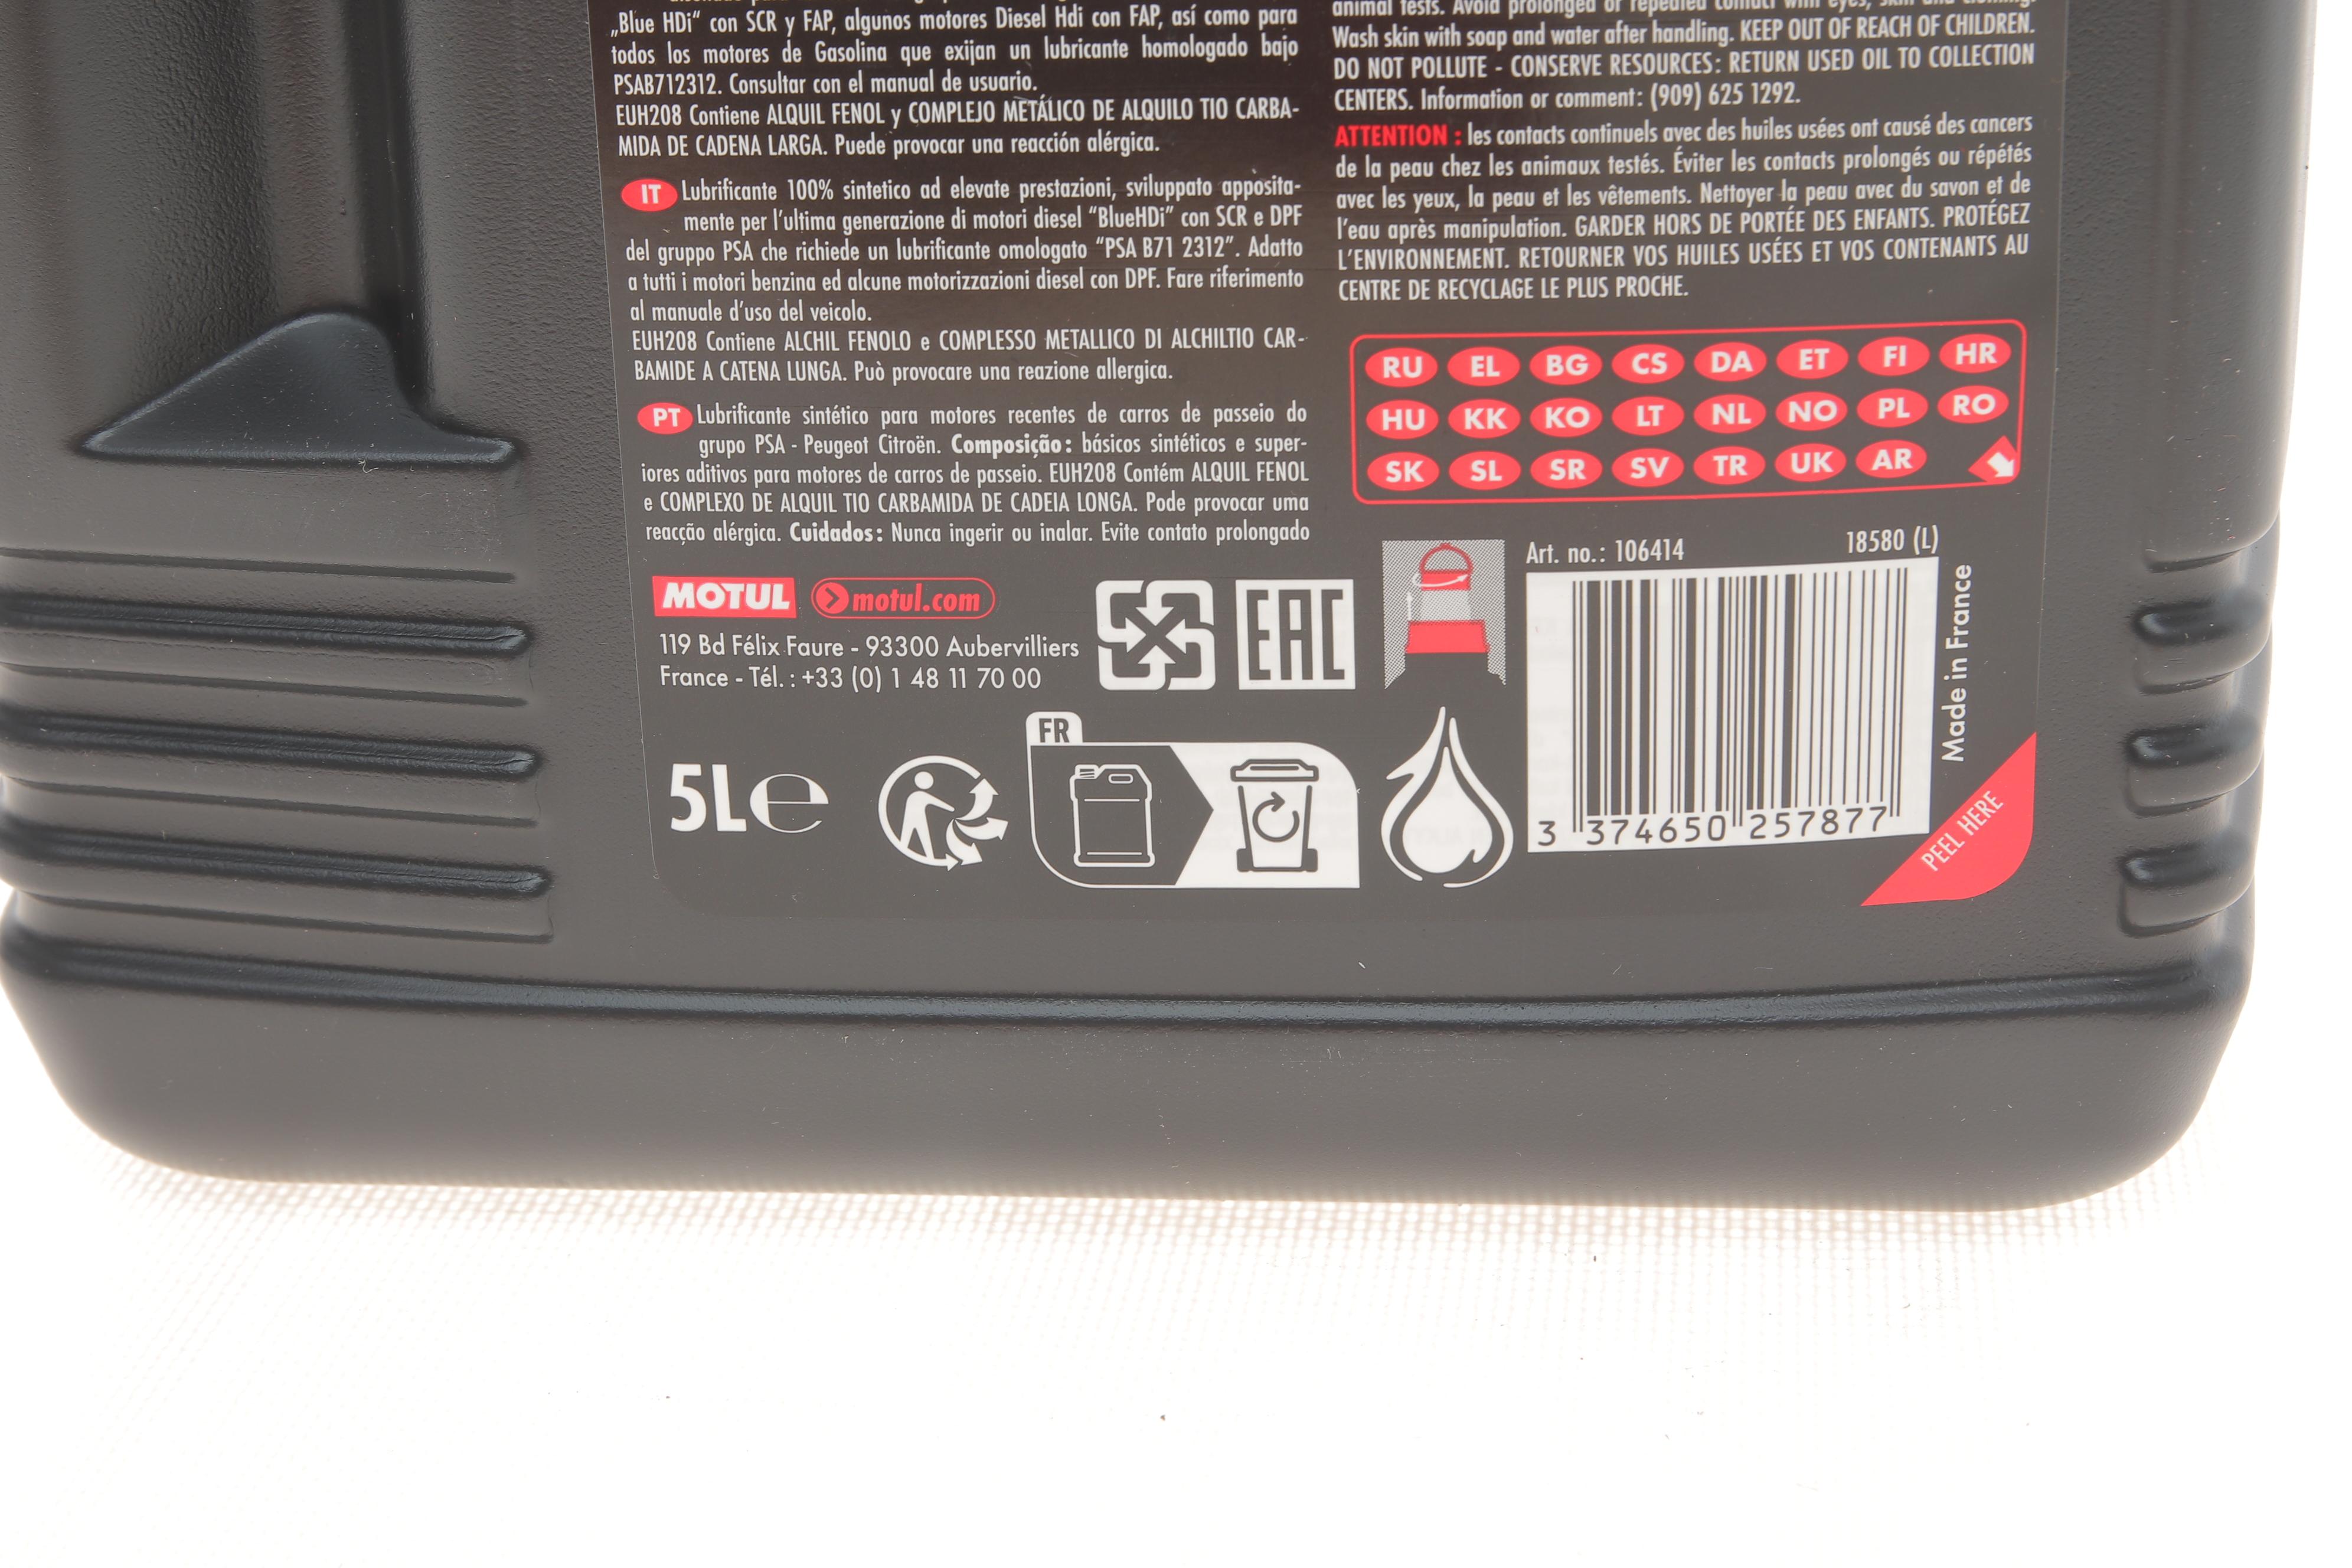 „Blue HDi“ con SCR y FAP, algunos motores Diesel Hdi con FAP, así como para
todos los motores de Gasolina que exijan un lubricante homologado bajo
PSAB712312. Consultar con el manual de usuario.
EUH208 Contiene ALQUIL FENOL y COMPLEJO METÁLICO DE ALQUILO TIO CARBA-
MIDA DE CADENA LARGA. Puede provocar una reacción alérgica.
IT Lubrificante 100% sintetico ad elevate prestazioni, sviluppato apposita-
mente per l'ultima generazione di motori diesel “BlueHDi” con SCR e DPF
del gruppo PSA che richiede un lubrificante omologato “PSA B71 2312”. Adatto
a tutti i motori benzina ed alcune motorizzazioni diesel con DPF. Fare riferimento
al manuale d'uso del veicolo.
EUH208 Contiene ALCHIL FENOLO e COMPLESSO METALLICO DI ALCHILTIO CAR-
BAMIDE A CATENA LUNGA. Può provocare una reazione allergica.
PT Lubrificante sintético para motores recentes de carros de passeio do
grupo PSA - Peugeot Citroën. Composição: básicos sintéticos e super-
iores aditivos para motores de carros de passeio. EUH208 Contém ALQUIL FENOL
e COMPLEXO DE ALQUIL TIO CARBAMIDA DE CADEIA LONGA. Pode provocar uma
reacção alérgica. Cuidados: Nunca ingerir ou inalar. Evite contato prolongado
animal tests. Avoid prolonged or repeated contact with eyes, skin and clothing.
Wash skin with soap and water after handling. KEEP OUT OF REACH OF CHILDREN.
DO NOT POLLUTE - CONSERVE RESOURCES: RETURN USED OIL TO COLLECTION
CENTERS. Information or comment: (909) 625 1292.
ATTENTION : les contacts continuels avec des huiles usées ont causé des cancers
de la peau chez les animaux testés. Éviter les contacts prolongés ou répétés
avec les yeux, la peau et les vêtements. Nettoyer la peau avec du savon et de
l'eau après manipulation. GARDER HORS DE PORTÉE DES ENFANTS. PROTÉGEZ
L'ENVIRONNEMENT. RETOURNER VOS HUILES USÉES ET VOS CONTENANTS AU
CENTRE DE RECYCLAGE LE PLUS PROCHE.
RU EL BG CS DA ET FI HR
HU KK KO LT NL NO PL RO
SK SL SR SV TR UK AR
MOTUL motul.com
119 Bd Félix Faure - 93300 Aubervilliers
France - Tél. : +33 (0) 1 48 11 70 00
EAC
5L e
FR
Art. no.: 106414 18580 (L)
3 374650 257877
Made in France
PEEL HERE